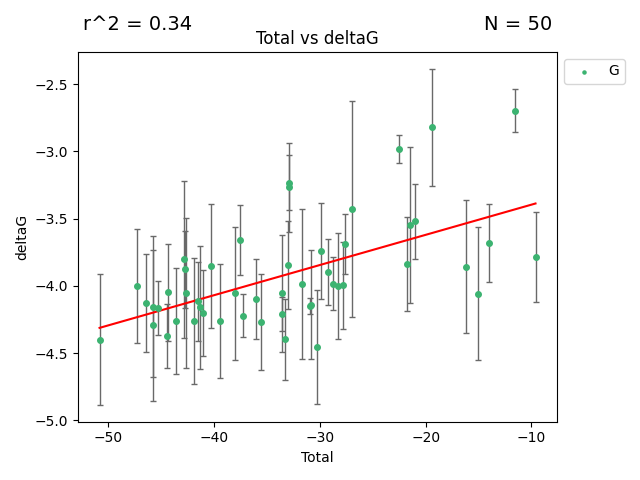 r^2 = 0.34
N = 50
Total vs deltaG
G
−2.5
−3.0
−3.5
−4.0
−4.5
−5.0
deltaG
−50
−40
−30
−20
−10
Total